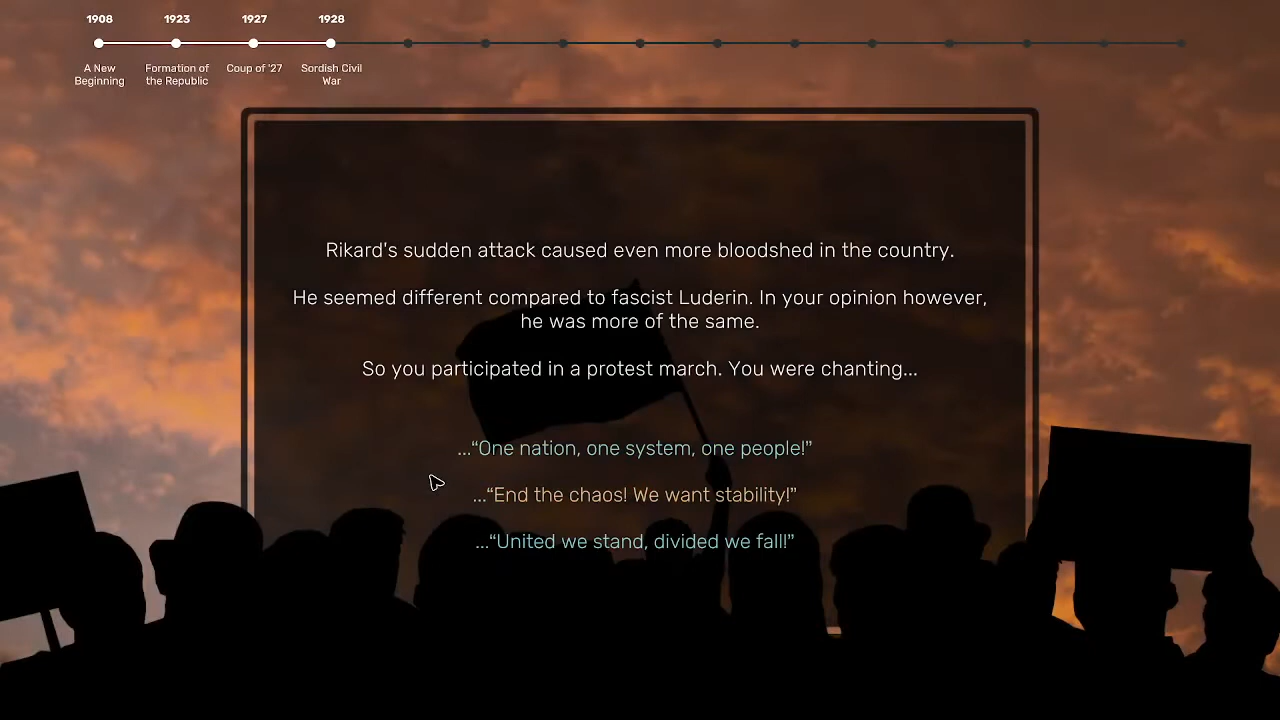 1908 1923 1927 1928
A New Formation of Coup of '27 Sordish Civil
Beginning the Republic War
Rikard's sudden attack caused even more bloodshed in the country.
He seemed different compared to fascist Luderin. In your opinion however,
he was more of the same.
So you participated in a protest march. You were chanting...
..."One nation, one system, one people!"
..."End the chaos! We want stability!"
..."United we stand, divided we fall!"